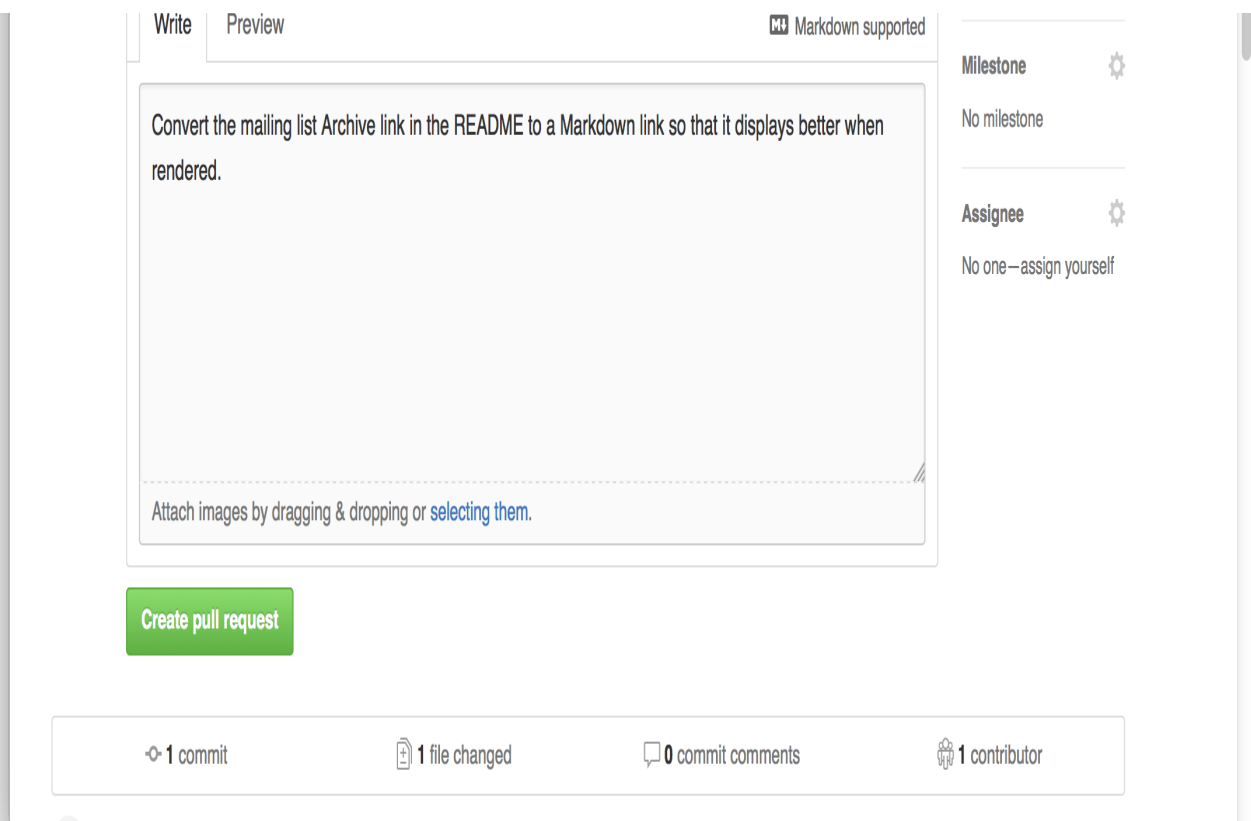 Write Preview Markdown supported
Milestone
No milestone
Convert the mailing list Archive link in the README to a Markdown link so that it displays better when
rendered.
Assignee
No one—assign yourself
Attach images by dragging & dropping or selecting them.
Create pull request
1 commit 1 file changed 0 commit comments 1 contributor